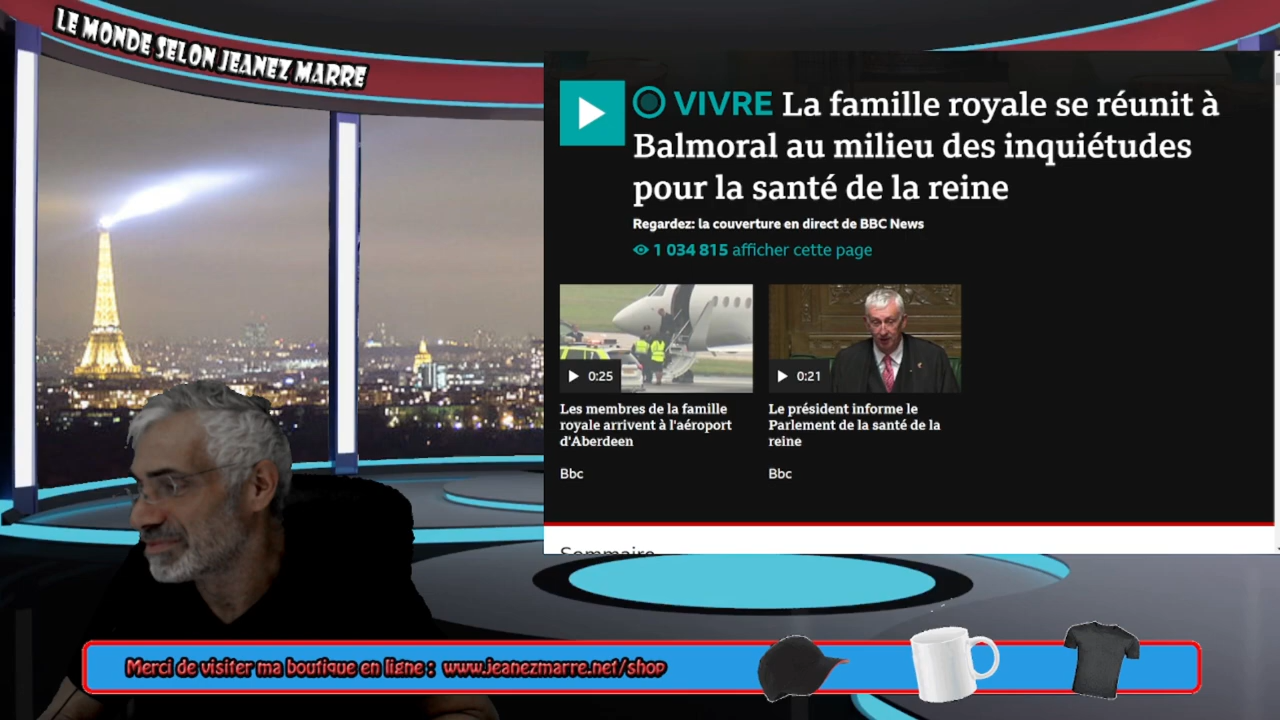 LE MONDE SELON JEANEZ MARRE
VIVRE La famille royale se réunit à
Balmoral au milieu des inquiétudes
pour la santé de la reine
Regardez: la couverture en direct de BBC News
1 034 815 afficher cette page
0:25
0:21
Les membres de la famille
royale arrivent à l'aéroport
d'Aberdeen
Le président informe le
Parlement de la santé de la
reine
Bbc
Bbc
Sommaire
Merci de visiter ma boutique en ligne : www.jeanezmarre.net/shop